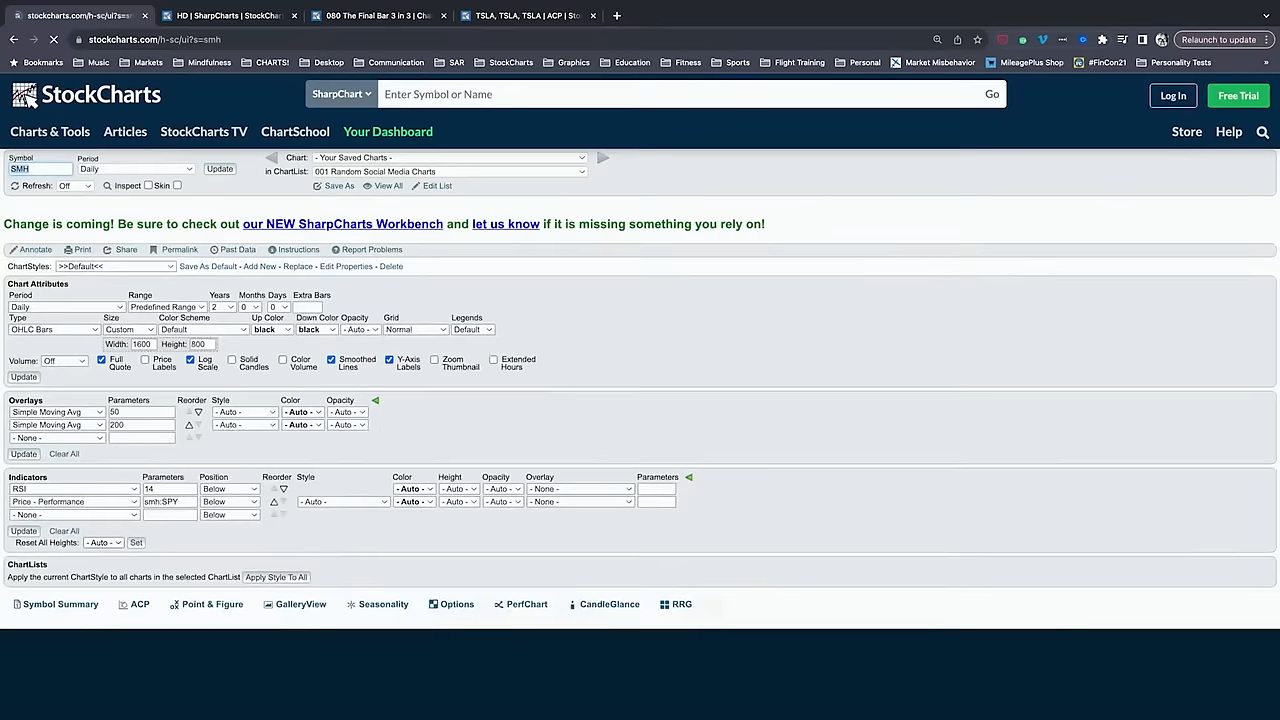 stockcharts.com/h-sc/ui?s=sm
HD | SharpCharts | StockChar
080 The Final Bar 3 in 3 | Cha
TSLA, TSLA, TSLA | ACP | Sto
stockcharts.com/h-sc/ui?s=smh
Relaunch to update
Bookmarks Music Markets Mindfulness CHARTS! Desktop Communication SAR StockCharts Graphics Education Fitness Sports Flight Training Personal Market Misbehavior MileagePlus Shop #FinCon21 Personality Tests »
StockCharts SharpChart Enter Symbol or Name Go Log In Free Trial
Charts & Tools Articles StockCharts TV ChartSchool Your Dashboard Store Help
Symbol Period Chart: - Your Saved Charts -
SMH Daily Update in ChartList: 001 Random Social Media Charts
Refresh: Off Inspect Skin Save As View All Edit List
Change is coming! Be sure to check out our NEW SharpCharts Workbench and let us know if it is missing something you rely on!
Annotate Print Share Permalink Past Data Instructions Report Problems
ChartStyles: >>Default<< Save As Default - Add New - Replace - Edit Properties - Delete
Chart Attributes
Period Range Years Months Days Extra Bars
Daily Predefined Range 2 0 0
Type Size Color Scheme Up Color Down Color Opacity Grid Legends
OHLC Bars Custom Default black black - Auto - Normal Default
Width: 1600 Height: 800
Volume: Off Full Quote Price Labels Log Scale Solid Candles Color Volume Smoothed Lines Y-Axis Labels Zoom Thumbnail Extended Hours
Update
Overlays Parameters Reorder Style Color Opacity
Simple Moving Avg 50 - Auto - - Auto - - Auto -
Simple Moving Avg 200 - Auto - - Auto - - Auto -
- None -
Update Clear All
Indicators Parameters Position Reorder Style Color Height Opacity Overlay Parameters
RSI 14 Below - Auto - - Auto - - Auto - - None -
Price - Performance smh:SPY Below - Auto - - Auto - - Auto - - Auto - - None -
- None - Below
Update Clear All
Reset All Heights: - Auto - Set
ChartLists
Apply the current ChartStyle to all charts in the selected ChartList Apply Style To All
Symbol Summary ACP Point & Figure GalleryView Seasonality Options PerfChart CandleGlance RRG